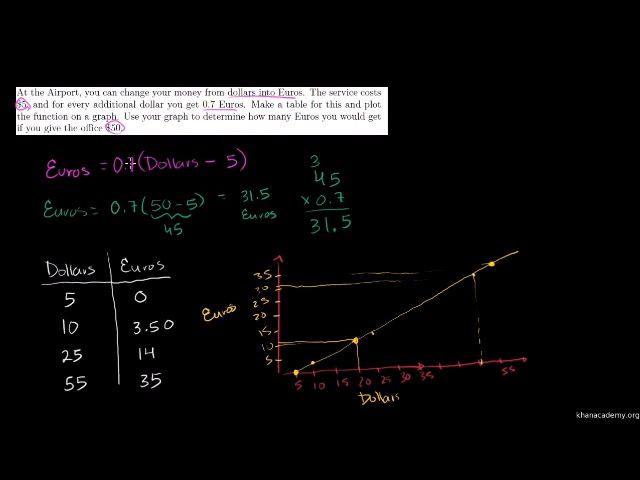 At the Airport, you can change your money from dollars into Euros. The service costs
$5, and for every additional dollar you get 0.7 Euros. Make a table for this and plot
the function on a graph. Use your graph to determine how many Euros you would get
if you give the office $50.
Euros = 0.7(Dollars - 5)
Euros = 0.7(50-5) = 31.5
Euros
45
3
45
x 0.7
31.5
Dollars Euros
5 0
10 3.50
25 14
55 35
Euros
35
30
25
20
15
10
5
5 10 15 20 25 30 35 55
Dollars
khanacademy.org